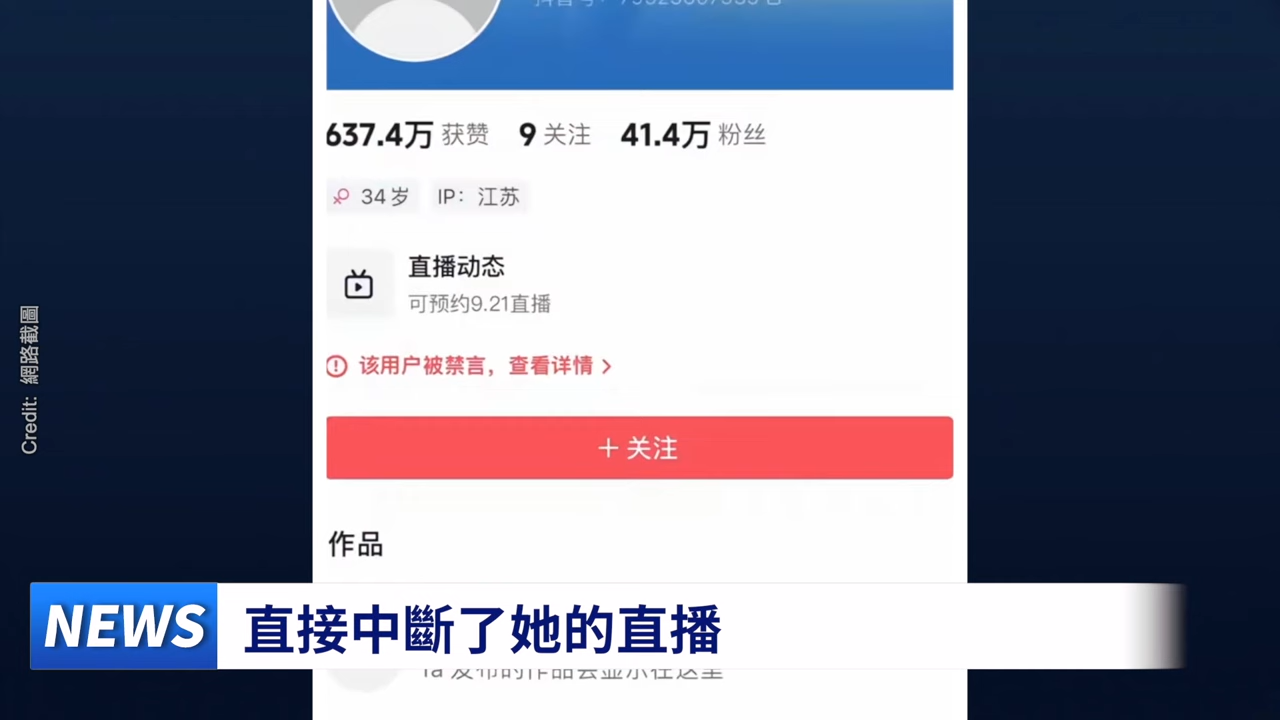 637.4万 获赞 9 关注 41.4万 粉丝
34岁 IP：江苏
直播动态
可预约9.21直播
该用户被禁言，查看详情 >
+ 关注
作品
NEWS 直接中斷了她的直播
Credit: 網路截圖